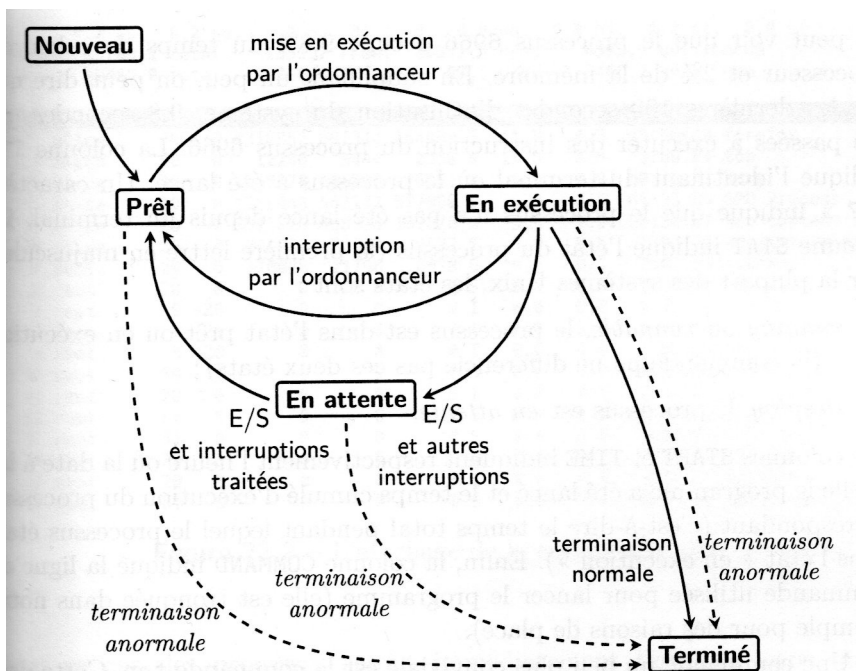 Nouveau
mise en exécution
par l'ordonnanceur
Prêt
En exécution
interruption
par l'ordonnanceur
En attente
E/S
et interruptions
traitées
E/S
et autres
interruptions
terminaison
normale
terminaison
anormale
terminaison
anormale
terminaison
anormale
Terminé